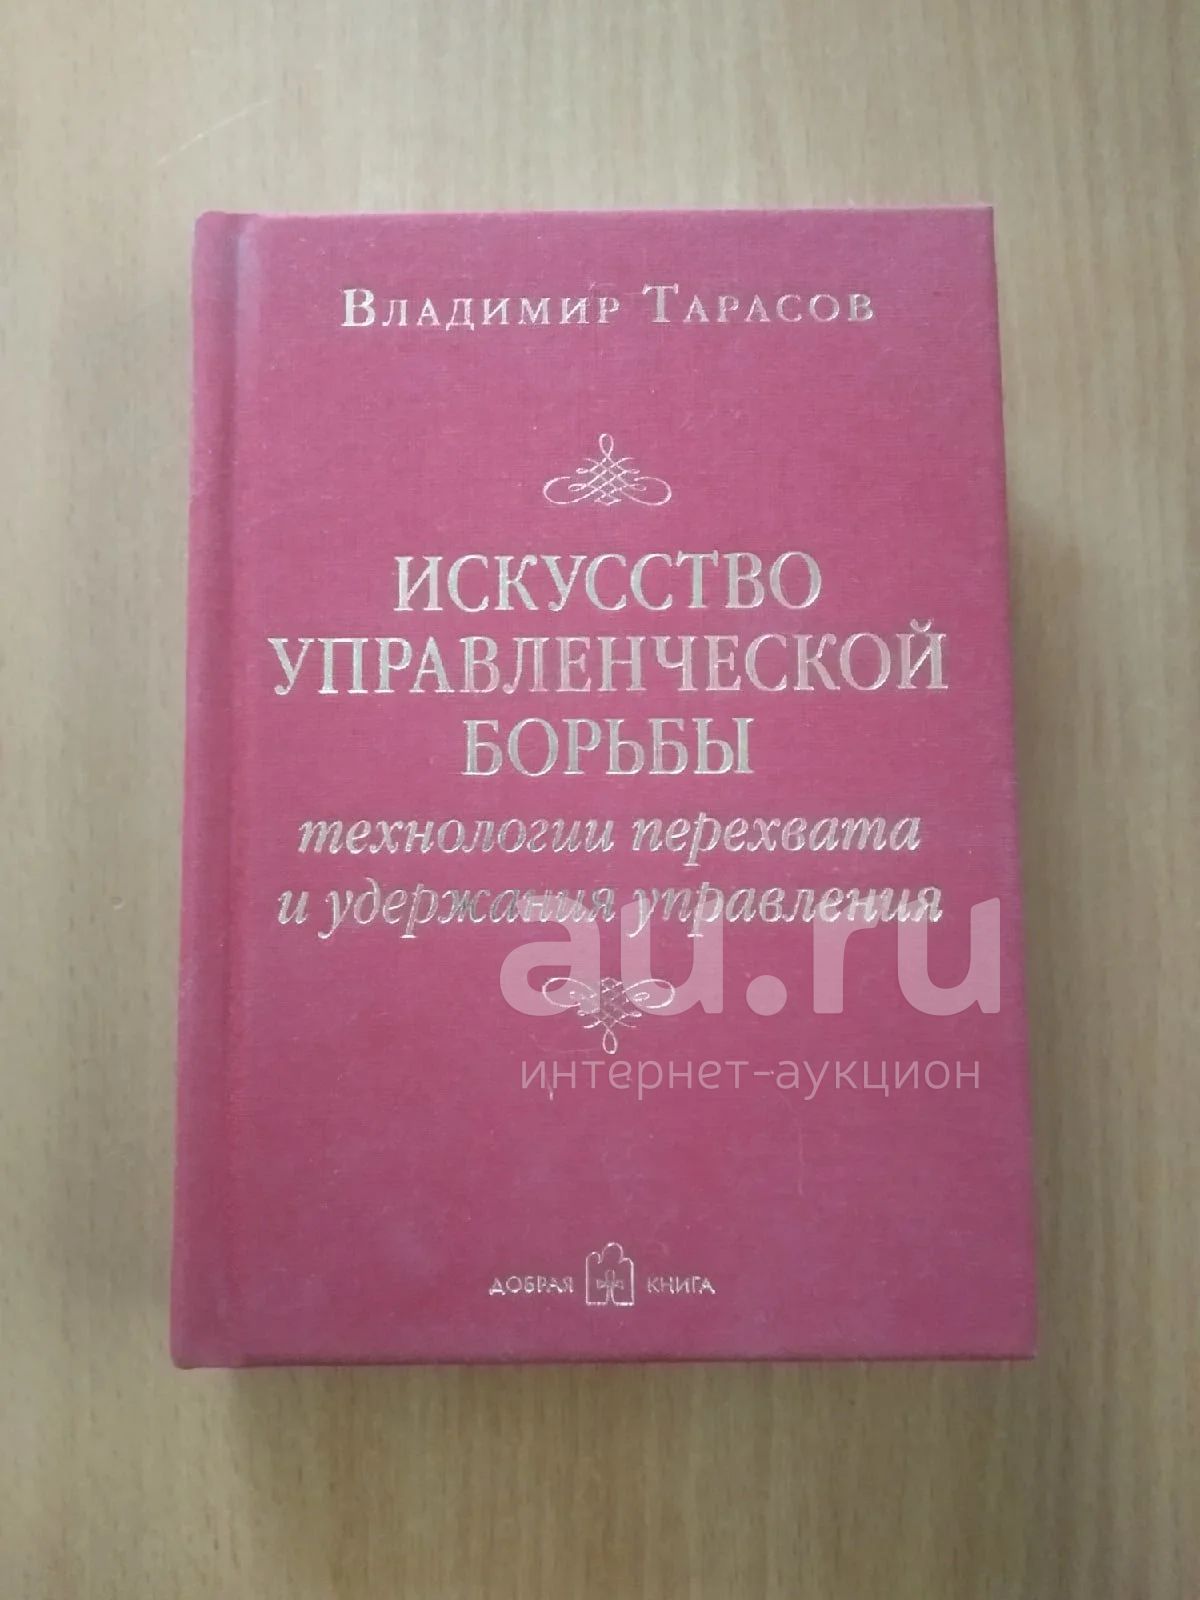 Владимир Тарасов
ИСКУССТВО
УПРАВЛЕНЧЕСКОЙ
БОРЬБЫ
технологии перехвата
и удержания управления
au.ru
интернет-аукцион
ДОБРАЯ КНИГА